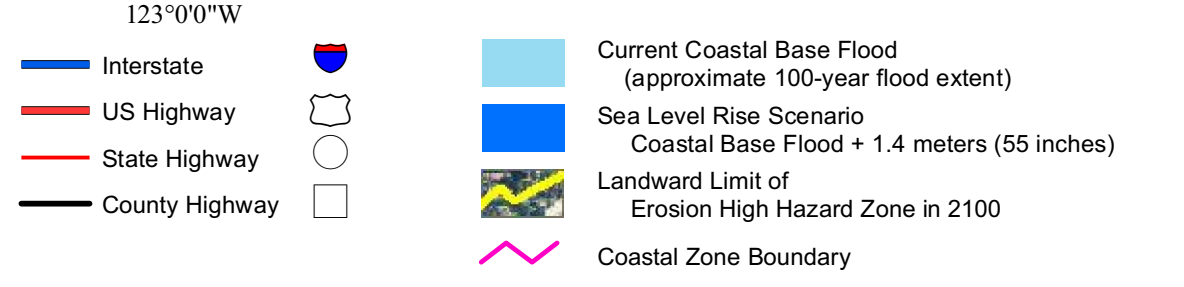 123°0'0"W
Interstate
US Highway
State Highway
County Highway
Current Coastal Base Flood
(approximate 100-year flood extent)
Sea Level Rise Scenario
Coastal Base Flood + 1.4 meters (55 inches)
Landward Limit of
Erosion High Hazard Zone in 2100
Coastal Zone Boundary